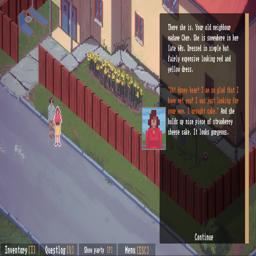 There she is. Your old neighbour
madame Chen. She is somewhere in her
late 60s. Dressed in simple but
fairly expensive looking red and
yellow dress.
"Oh! Honey bear! I am so glad that I
have met you! I was just looking for
your mom. I brought cake." And she
holds up nice piece of strawberry
cheese cake. It looks gorgeous.
Continue
Inventory[I] Questlog[L] Show party [P] Menu[ESC]